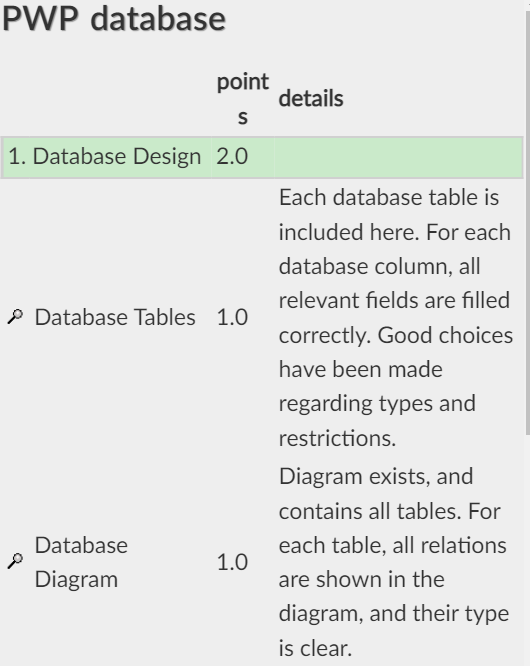 PWP database
point
s
details
1. Database Design 2.0
Database Tables 1.0
Each database table is
included here. For each
database column, all
relevant fields are filled
correctly. Good choices
have been made
regarding types and
restrictions.
Database
Diagram
1.0
Diagram exists, and
contains all tables. For
each table, all relations
are shown in the
diagram, and their type
is clear.